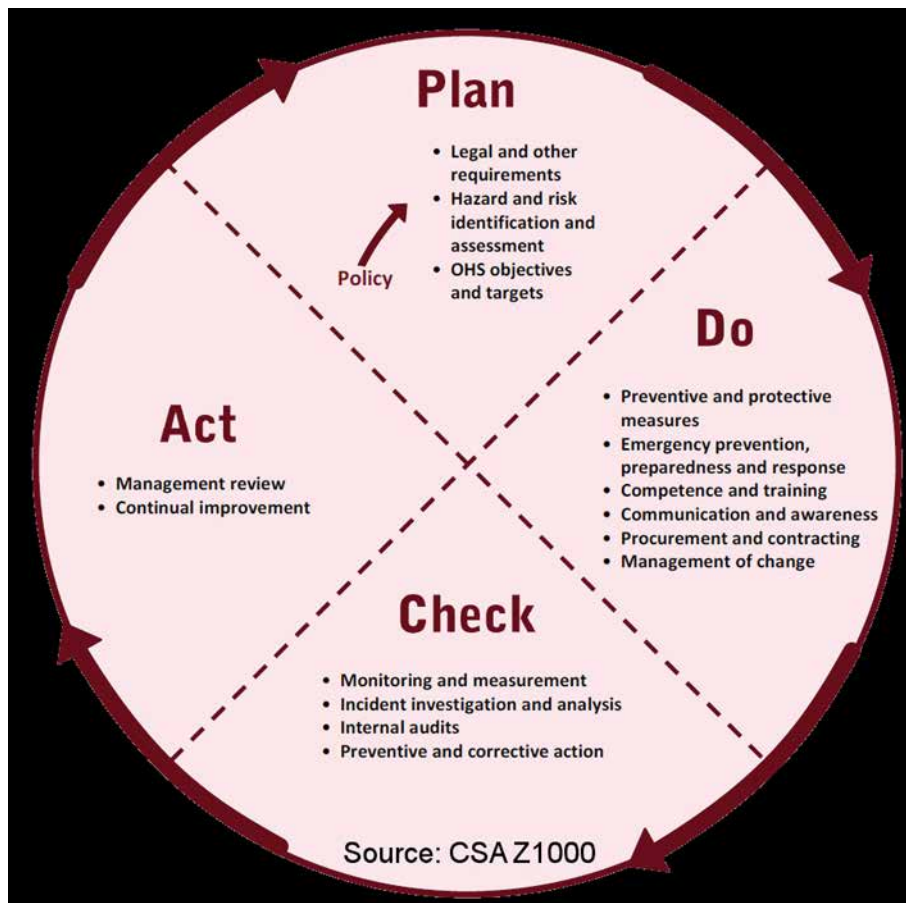 Plan
• Legal and other
requirements
• Hazard and risk
identification and
assessment
• OHS objectives
and targets
Policy
Do
• Preventive and protective
measures
• Emergency prevention,
preparedness and response
• Competence and training
• Communication and awareness
• Procurement and contracting
• Management of change
Check
• Monitoring and measurement
• Incident investigation and analysis
• Internal audits
• Preventive and corrective action
Act
• Management review
• Continual improvement
Source: CSA Z1000